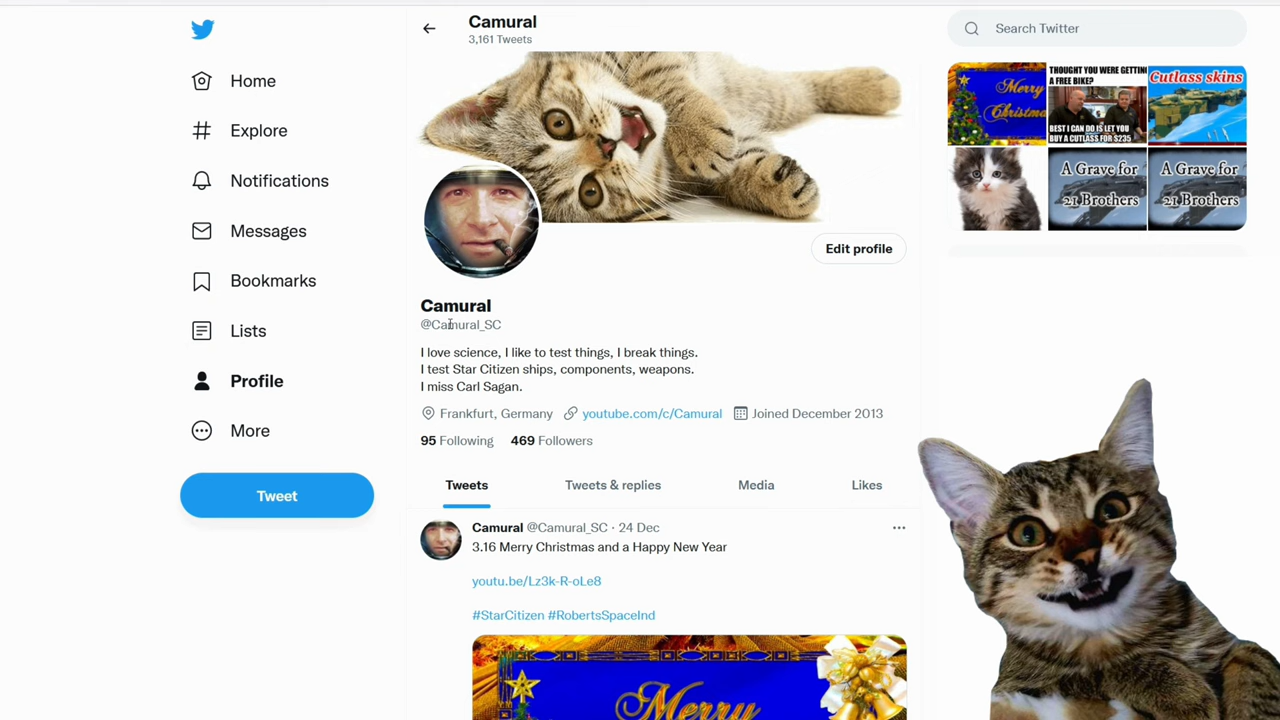 Camural
3,161 Tweets
Search Twitter
Home
Explore
Notifications
Messages
Bookmarks
Lists
Profile
More
Tweet
Merry
Christmas
THOUGHT YOU WERE GETTING
A FREE BIKE?
BEST I CAN DO IS LET YOU
BUY A CUTLASS FOR $235
Cutlass skins
A Grave for
21 Brothers
A Grave for
21 Brothers
Edit profile
Camural
@Camural_SC
I love science, I like to test things, I break things.
I test Star Citizen ships, components, weapons.
I miss Carl Sagan.
Frankfurt, Germany youtube.com/c/Camural Joined December 2013
95 Following 469 Followers
Tweets Tweets & replies Media Likes
Camural @Camural_SC · 24 Dec
3.16 Merry Christmas and a Happy New Year
youtu.be/Lz3k-R-oLe8
#StarCitizen #RobertsSpaceInd
Merry